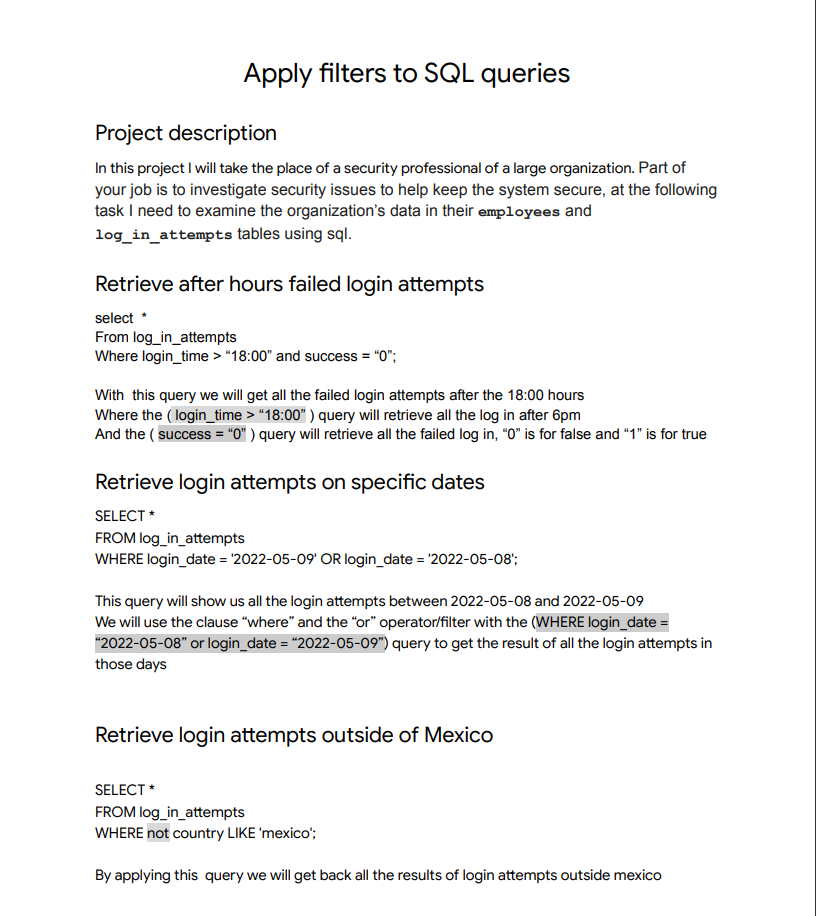 Apply filters to SQL queries
Project description
In this project I will take the place of a security professional of a large organization. Part of
your job is to investigate security issues to help keep the system secure, at the following
task I need to examine the organization’s data in their employees and
log_in_attempts tables using sql.
Retrieve after hours failed login attempts
select  *
From log_in_attempts
Where login_time > “18:00” and success = “0”;
With  this query we will get all the failed login attempts after the 18:00 hours
Where the ( login_time > “18:00” ) query will retrieve all the log in after 6pm
And the ( success = “0” ) query will retrieve all the failed log in, “0” is for false and “1” is for true
Retrieve login attempts on specific dates
SELECT *
FROM log_in_attempts
WHERE login_date = '2022-05-09' OR login_date = '2022-05-08';
This query will show us all the login attempts between 2022-05-08 and 2022-05-09
We will use the clause “where” and the “or” operator/filter with the (WHERE login_date =
“2022-05-08” or login_date = “2022-05-09”) query to get the result of all the login attempts in
those days
Retrieve login attempts outside of Mexico
SELECT *
FROM log_in_attempts
WHERE not country LIKE 'mexico';
By applying this  query we will get back all the results of login attempts outside mexico